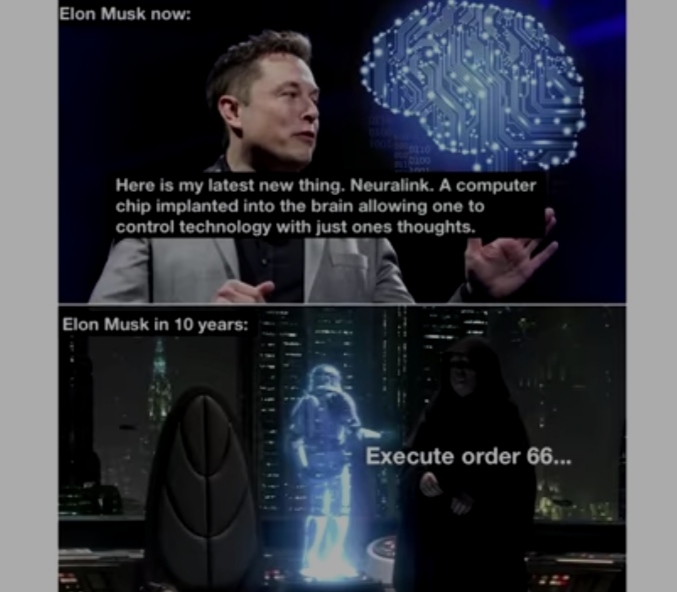 Elon Musk now:
Here is my latest new thing. Neuralink. A computer
chip implanted into the brain allowing one to
control technology with just ones thoughts.
Elon Musk in 10 years:
Execute order 66...